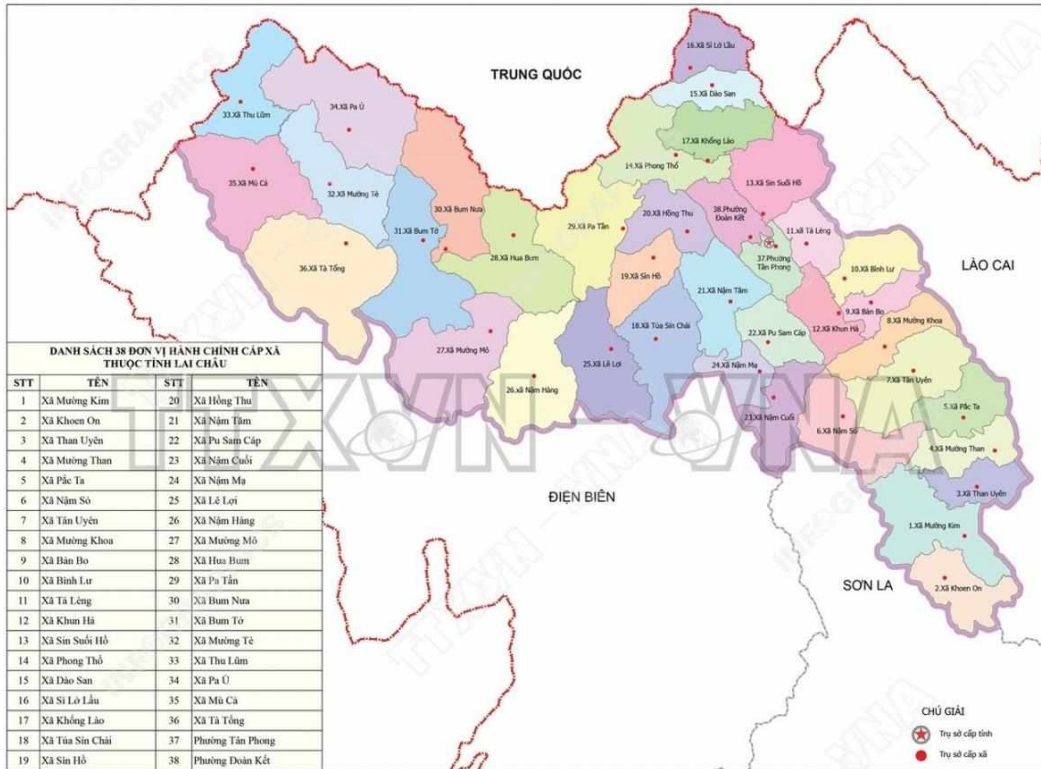 TRUNG QUỐC
16.Xã Sì Lở Lầu
15.Xã Dào San
17.Xã Khổng Lào
14.Xã Phong Thổ
13.Xã Sin Suối Hồ
33.Xã Thu Lũm
34.Xã Pa Ủ
35.Xã Mù Cả
32.Xã Mường Tè
30.Xã Bum Nưa
31.Xã Bum Tở
36.Xã Tà Tổng
28.Xã Hua Bum
29.Xã Pa Tần
20.Xã Hồng Thu
38.Phường
Đoàn Kết
11.xã Tả Lèng
37.Phường
Tân Phong
10.Xã Bình Lư
LÀO CAI
19.Xã Sìn Hồ
21.Xã Nậm Tăm
9.Xã Bản Bo
8.Xã Mường Khoa
12.Xã Khun Há
18.Xã Tủa Sín Chải
22.Xã Pu Sam Cáp
27.Xã Mường Mô
25.Xã Lê Lợi
24.Xã Nậm Mạ
7.Xã Tân Uyên
26.Xã Nậm Hàng
23.Xã Nậm Cuổi
6.Xã Nậm Sỏ
5.Xã Pắc Ta
4.Xã Mường Than
3.Xã Than Uyên
1.Xã Mường Kim
2.Xã Khoen On
ĐIỆN BIÊN
SƠN LA
DANH SÁCH 38 ĐƠN VỊ HÀNH CHÍNH CẤP XÃ
THUỘC TỈNH LAI CHÂU
STT TÊN STT TÊN
1 Xã Mường Kim 20 Xã Hồng Thu
2 Xã Khoen On 21 Xã Nậm Tăm
3 Xã Than Uyên 22 Xã Pu Sam Cáp
4 Xã Mường Than 23 Xã Nậm Cuổi
5 Xã Pắc Ta 24 Xã Nậm Mạ
6 Xã Nậm Sỏ 25 Xã Lê Lợi
7 Xã Tân Uyên 26 Xã Nậm Hàng
8 Xã Mường Khoa 27 Xã Mường Mô
9 Xã Bản Bo 28 Xã Hua Bum
10 Xã Bình Lư 29 Xã Pa Tần
11 Xã Tả Lèng 30 Xã Bum Nưa
12 Xã Khun Há 31 Xã Bum Tở
13 Xã Sin Suối Hồ 32 Xã Mường Tè
14 Xã Phong Thổ 33 Xã Thu Lũm
15 Xã Dào San 34 Xã Pa Ủ
16 Xã Sì Lở Lầu 35 Xã Mù Cả
17 Xã Khổng Lào 36 Xã Tà Tổng
18 Xã Tủa Sín Chải 37 Phường Tân Phong
19 Xã Sìn Hồ 38 Phường Đoàn Kết
CHÚ GIẢI
Trụ sở cấp tỉnh
Trụ sở cấp xã
TTXVN - VNA
INFOGRAPHICS